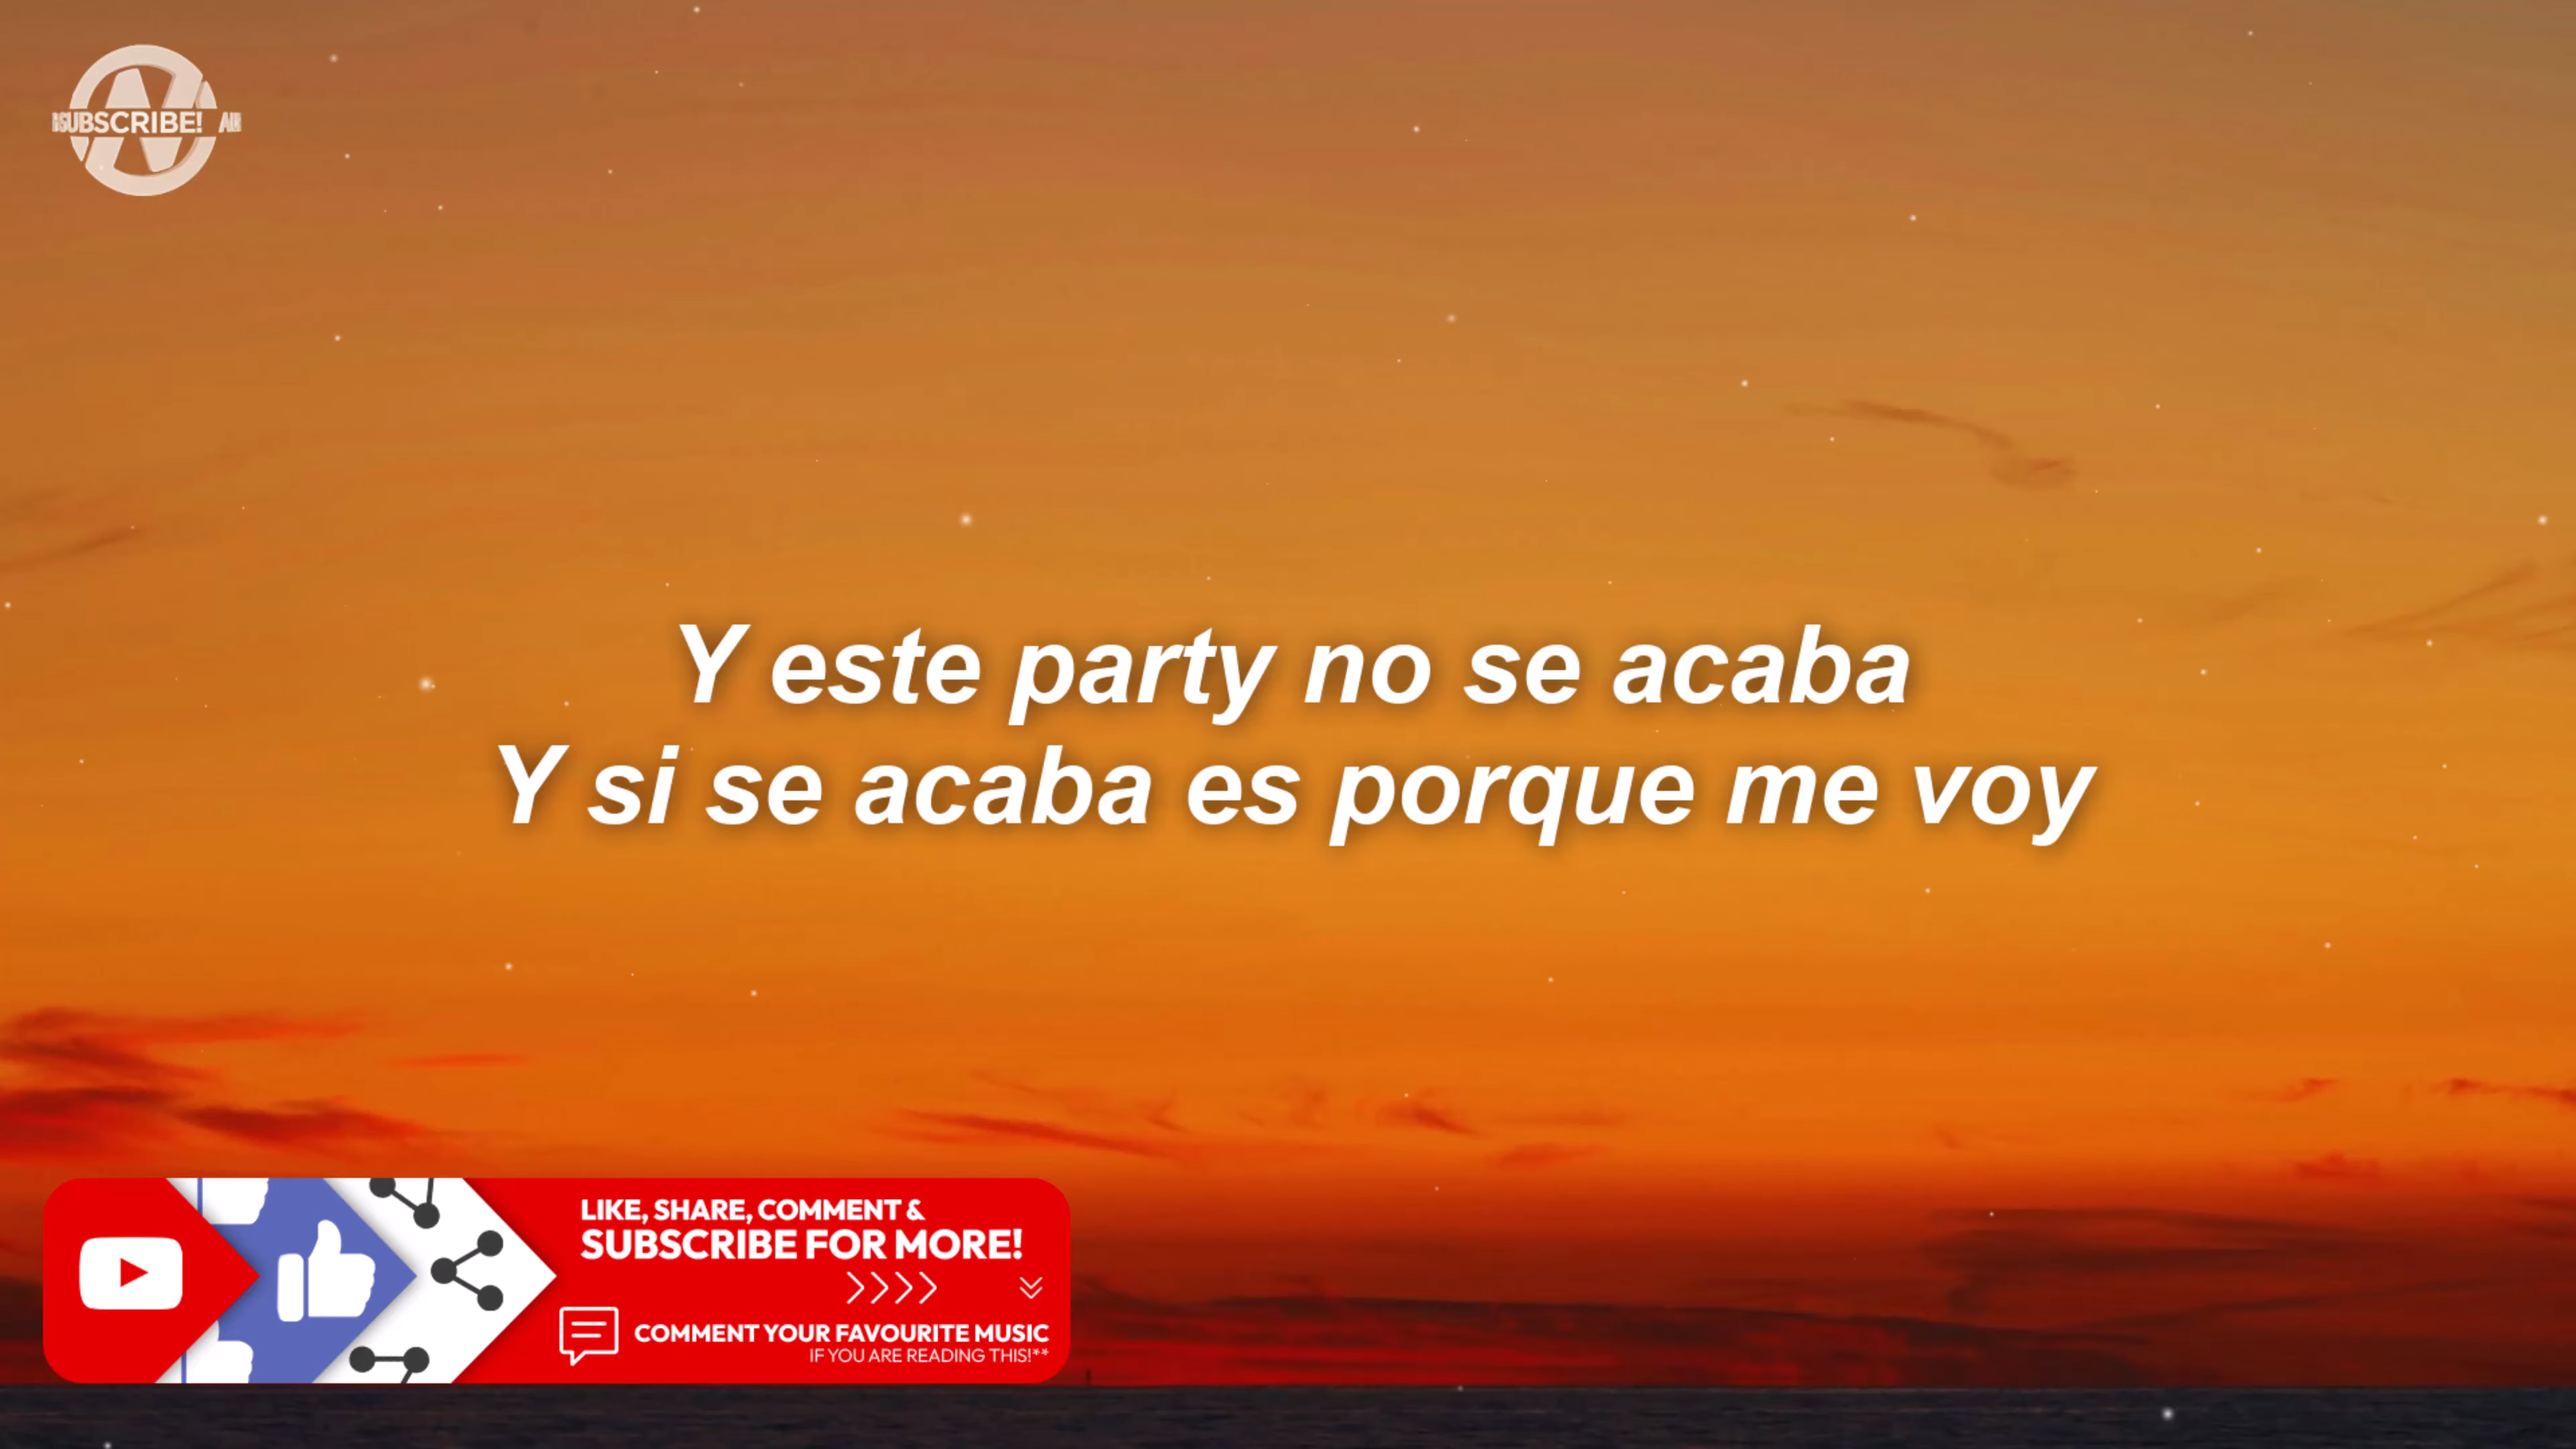 SUBSCRIBE!
Y este party no se acaba
Y si se acaba es porque me voy
LIKE, SHARE, COMMENT &
SUBSCRIBE FOR MORE!
COMMENT YOUR FAVOURITE MUSIC
IF YOU ARE READING THIS!**